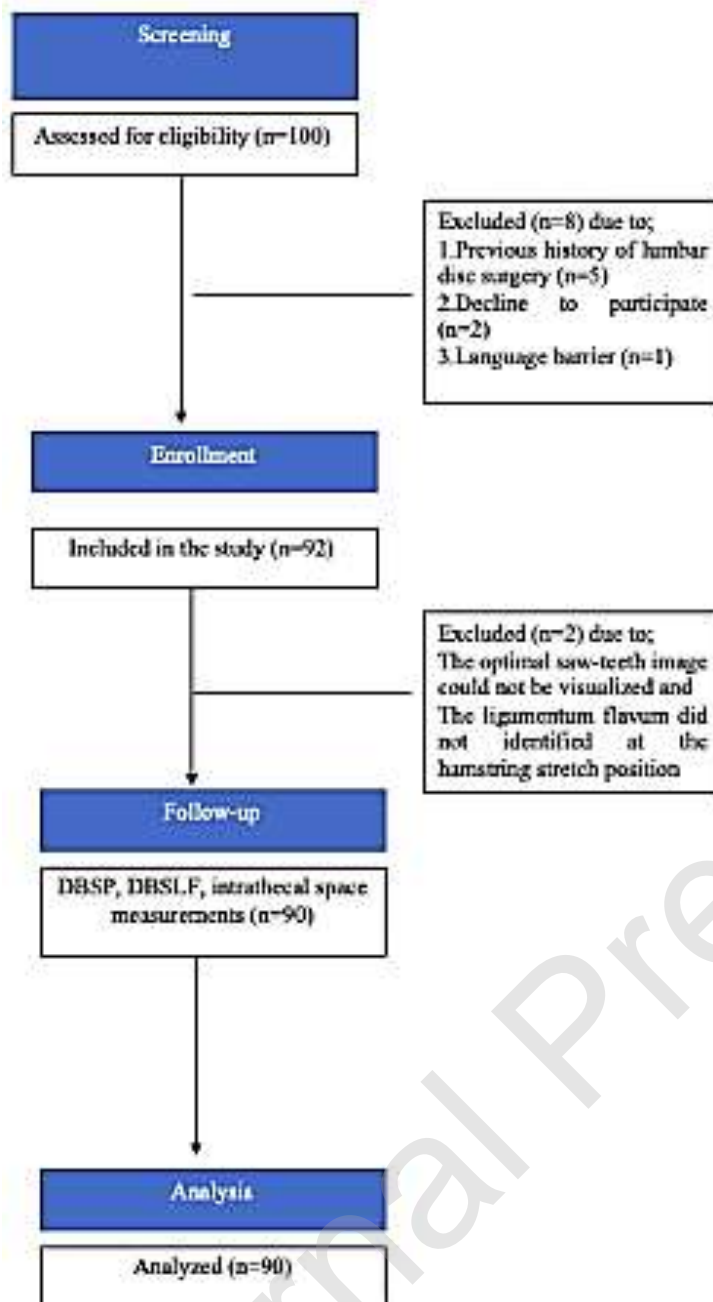 Screening
Assessed for eligibility (n=100)
Excluded (n=8) due to;
1.Previous history of lumbar
disc surgery (n=5)
2.Decline to participate
(n=2)
3.Language barrier (n=1)
Enrollment
Included in the study (n=92)
Excluded (n=2) due to;
The optimal saw-teeth image
could not be visualized and
The ligamentum flavum did
not identified at the
hamstring stretch position
Follow-up
DBSP, DBSLF, intrathecal space
measurements (n=90)
Analysis
Analyzed (n=90)
rnal Pre